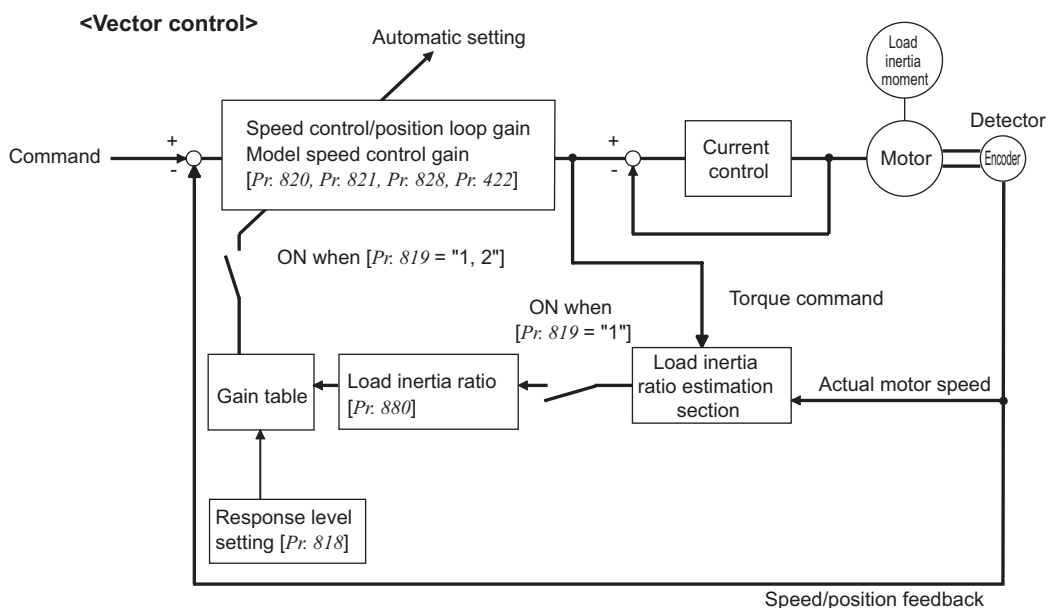 <Vector control>
Automatic setting
Load
inertia
moment
Detector
Command
+
-
Speed control/position loop gain
Model speed control gain
[Pr. 820, Pr. 821, Pr. 828, Pr. 422]
+
-
Current
control
Motor
Encoder
ON when [Pr. 819 = "1, 2"]
Torque command
ON when
[Pr. 819 = "1"]
Gain table
Load inertia ratio
[Pr. 880]
Load inertia
ratio estimation
section
Actual motor speed
Response level
setting [Pr. 818]
Speed/position feedback